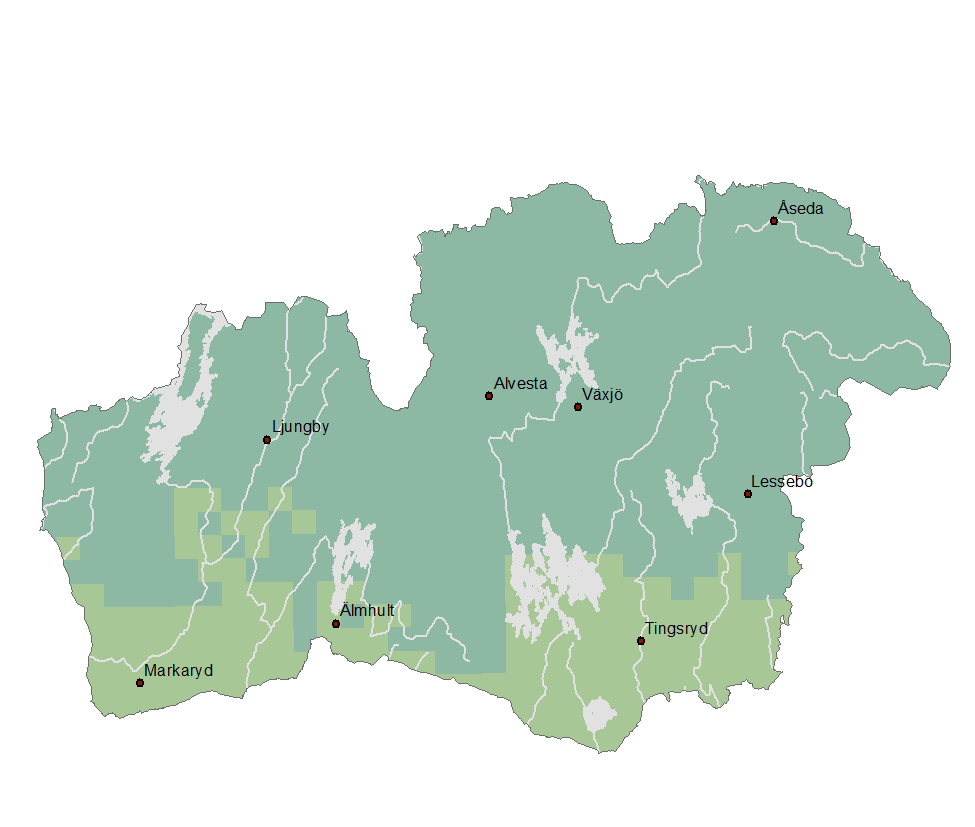 Åseda
Alvesta
Växjö
Ljungby
Lessebo
Älmhult
Tingsryd
Markaryd